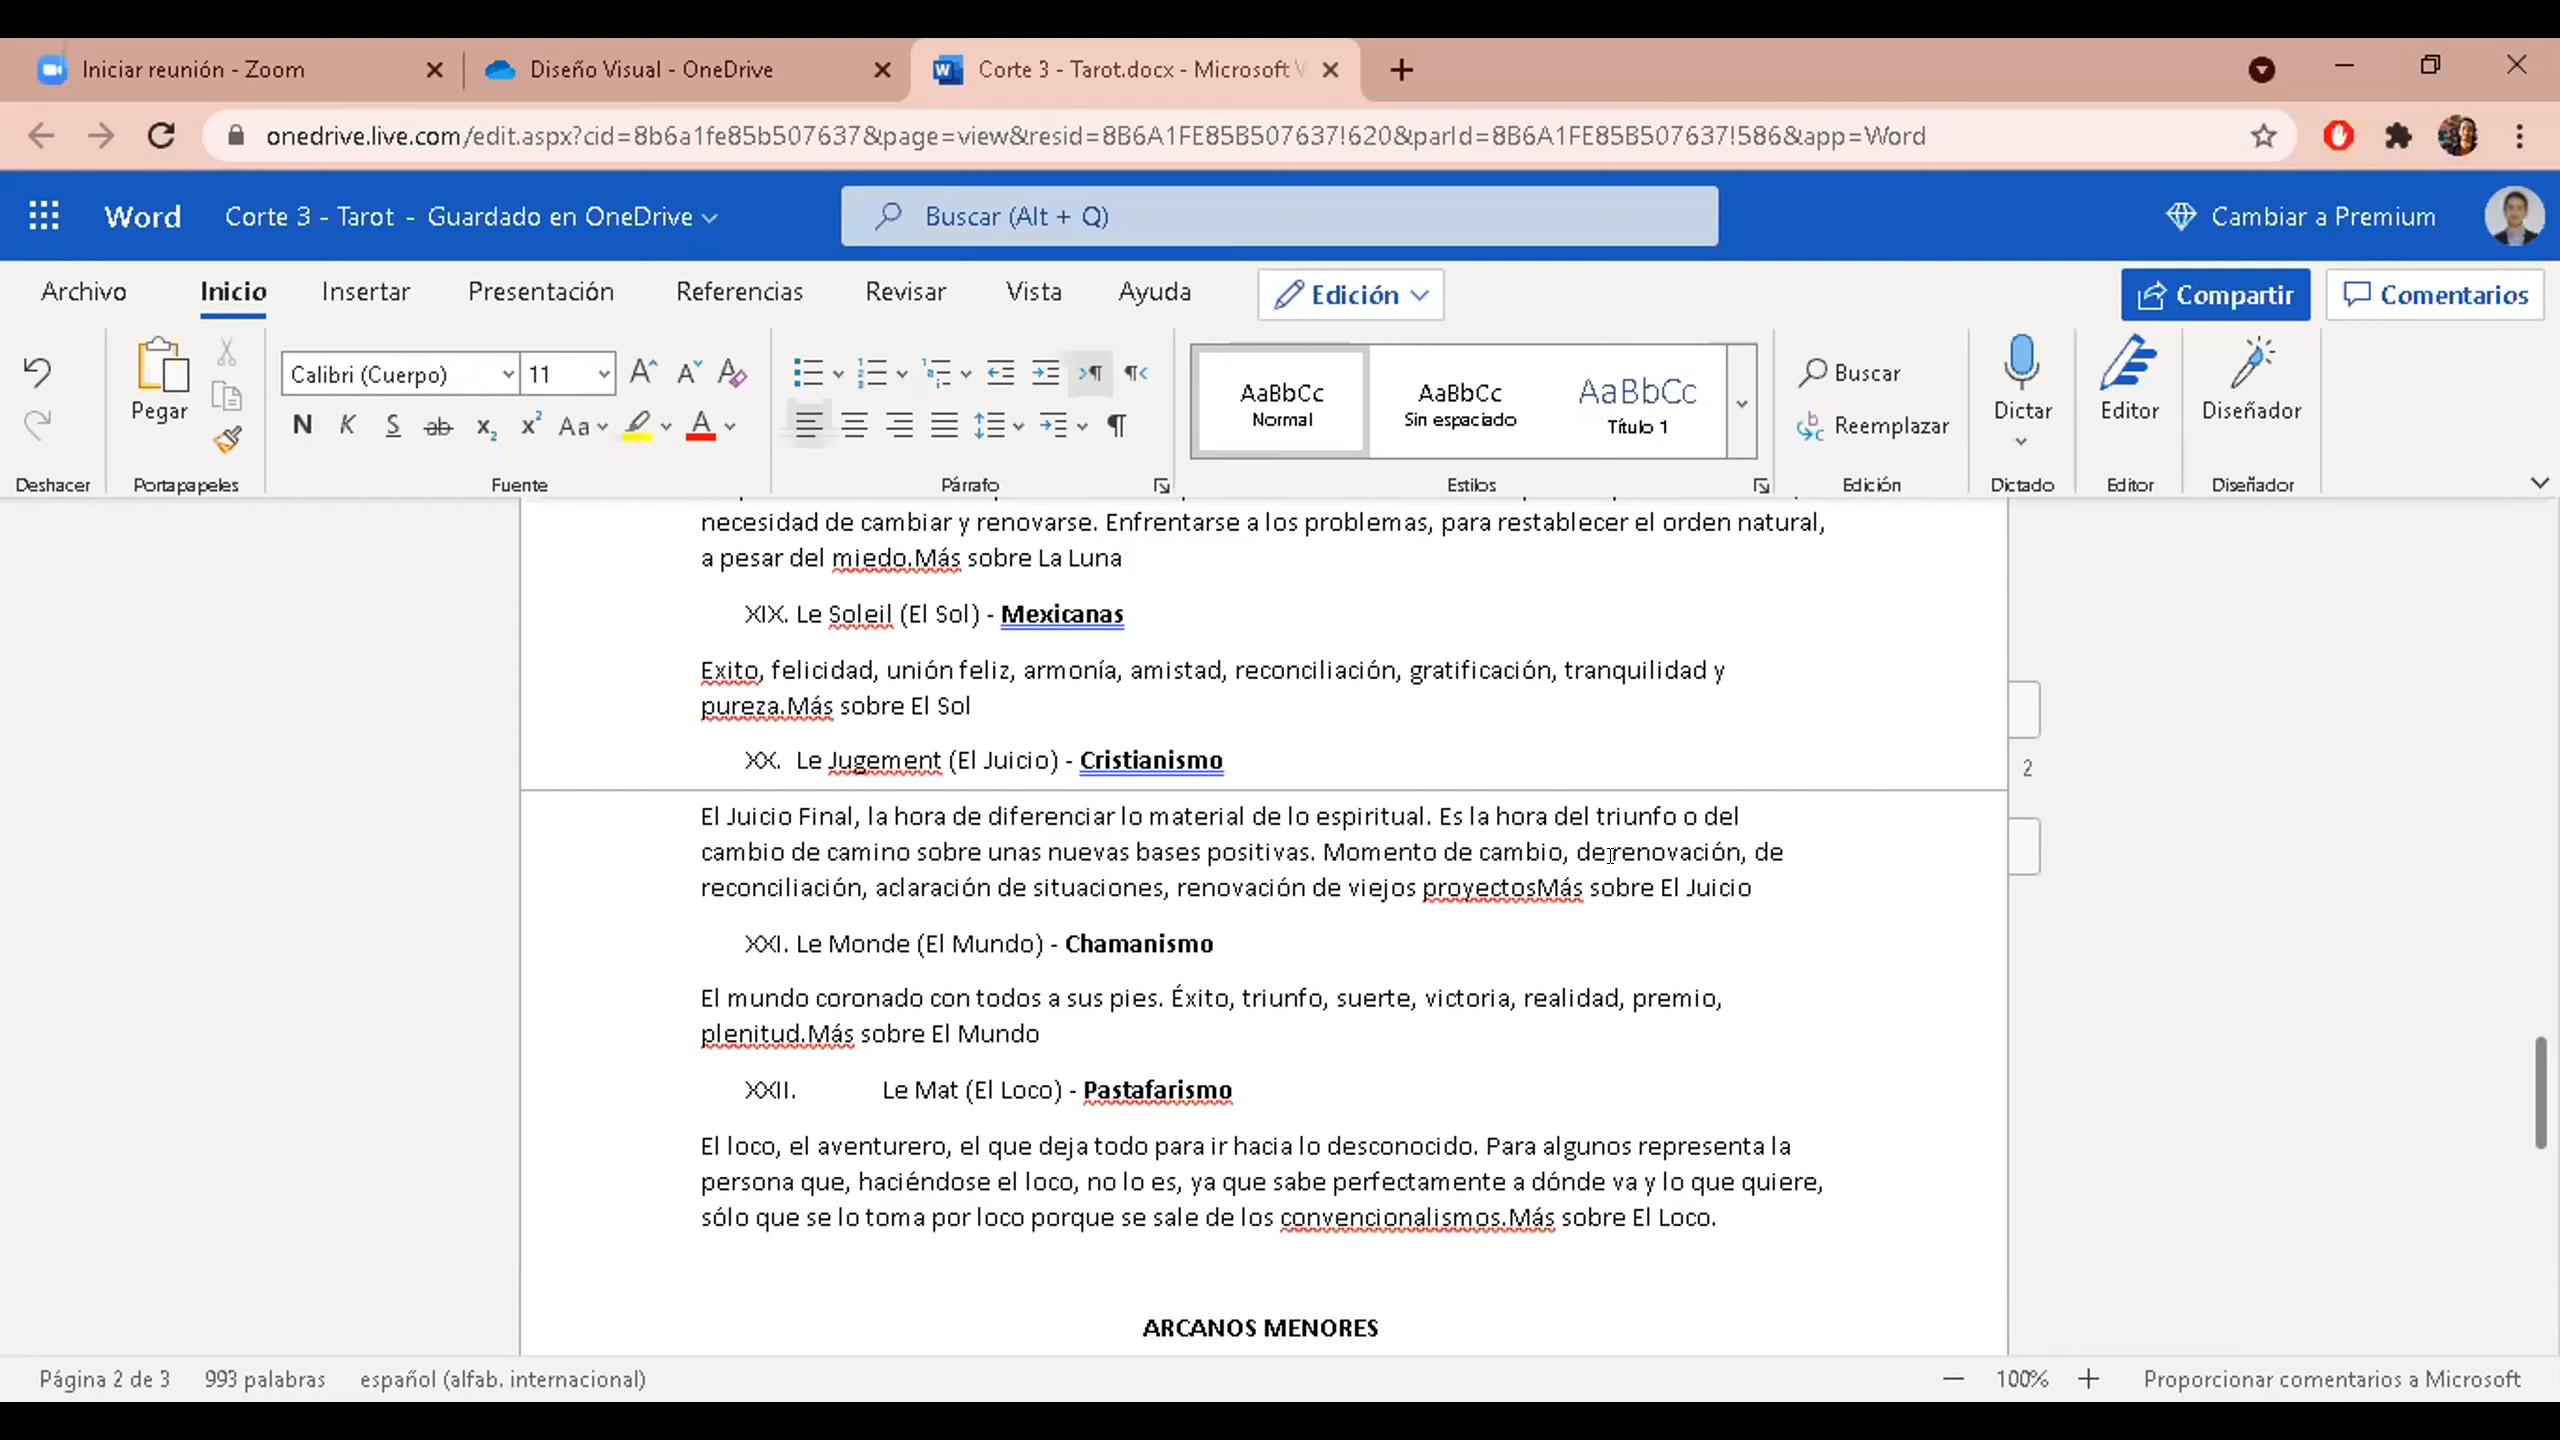 Iniciar reunión - Zoom
Diseño Visual - OneDrive
Corte 3 - Tarot.docx - Microsoft
onedrive.live.com/edit.aspx?cid=8b6a1fe85b507637&page=view&resid=8B6A1FE85B507637!620&parId=8B6A1FE85B507637!586&app=Word
Word
Corte 3 - Tarot - Guardado en OneDrive
Buscar (Alt + Q)
Cambiar a Premium
Archivo
Inicio
Insertar
Presentación
Referencias
Revisar
Vista
Ayuda
Edición
Compartir
Comentarios
Pegar
Calibri (Cuerpo)
11
N K S ab x₂ x² Aa A
AaBbCc
Normal
AaBbCc
Sin espaciado
AaBbCc
Título 1
Buscar
Reemplazar
Dictar
Editor
Diseñador
Deshacer
Portapapeles
Fuente
Párrafo
Estilos
Edición
Dictado
Editor
Diseñador
necesidad de cambiar y renovarse. Enfrentarse a los problemas, para restablecer el orden natural,
a pesar del miedo.Más sobre La Luna
XIX. Le Soleil (El Sol) - Mexicanas
Exito, felicidad, unión feliz, armonía, amistad, reconciliación, gratificación, tranquilidad y
pureza.Más sobre El Sol
XX. Le Jugement (El Juicio) - Cristianismo
2
El Juicio Final, la hora de diferenciar lo material de lo espiritual. Es la hora del triunfo o del
cambio de camino sobre unas nuevas bases positivas. Momento de cambio, de renovación, de
reconciliación, aclaración de situaciones, renovación de viejos proyectosMás sobre El Juicio
XXI. Le Monde (El Mundo) - Chamanismo
El mundo coronado con todos a sus pies. Éxito, triunfo, suerte, victoria, realidad, premio,
plenitud.Más sobre El Mundo
XXII. Le Mat (El Loco) - Pastafarismo
El loco, el aventurero, el que deja todo para ir hacia lo desconocido. Para algunos representa la
persona que, haciéndose el loco, no lo es, ya que sabe perfectamente a dónde va y lo que quiere,
sólo que se lo toma por loco porque se sale de los convencionalismos.Más sobre El Loco.
ARCANOS MENORES
Página 2 de 3
993 palabras
español (alfab. internacional)
100%
Proporcionar comentarios a Microsoft